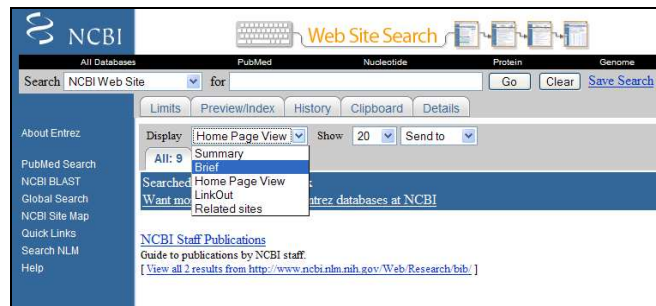 NCBI
Web Site Search
All Databases PubMed Nucleotide Protein Genome
Search NCBI Web Site for Go Clear Save Search
Limits Preview/Index History Clipboard Details
About Entrez
Display Home Page View Show 20 Send to
All: 9
Summary
Brief
Home Page View
LinkOut
Related sites
Searched
Want mo ntrez databases at NCBI
PubMed Search
NCBI BLAST
Global Search
NCBI Site Map
Quick Links
Search NLM
Help
NCBI Staff Publications
Guide to publications by NCBI staff.
[ View all 2 results from http://www.ncbi.nlm.nih.gov/Web/Research/bib/ ]